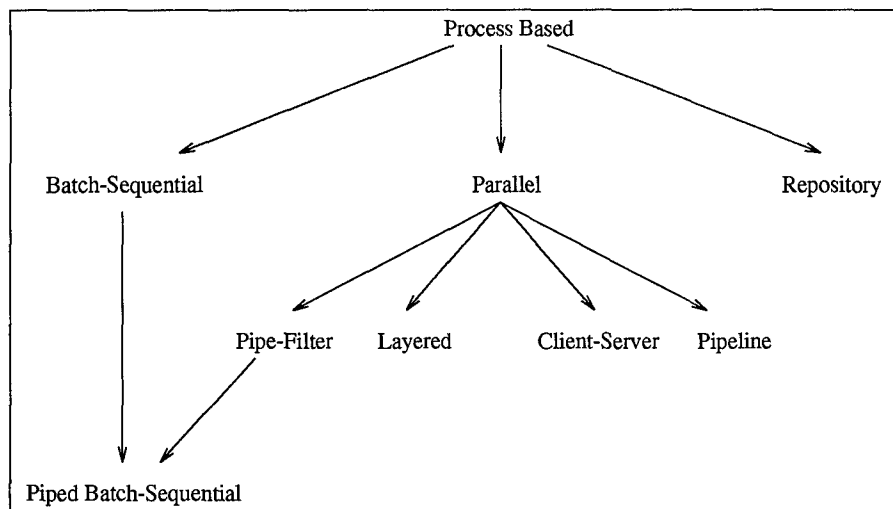 Process Based
Batch-Sequential
Parallel
Repository
Pipe-Filter
Layered
Client-Server
Pipeline
Piped Batch-Sequential